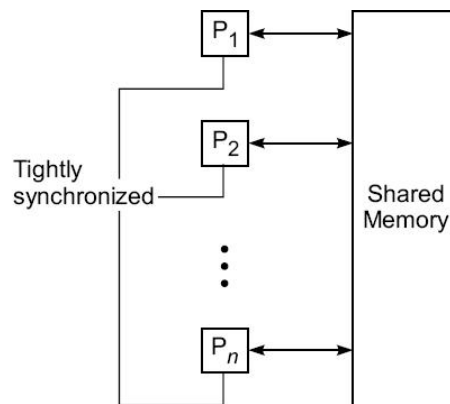 P1
P2
Tightly
synchronized
Shared
Memory
Pn